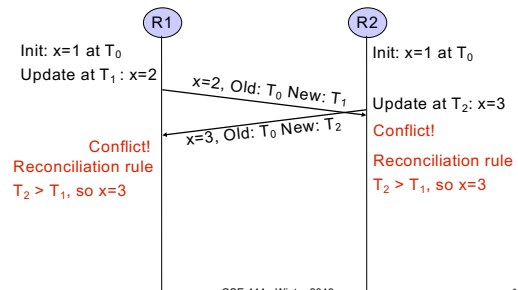 R1
R2
Init: x=1 at T₀
Update at T₁ : x=2
x=2, Old: T₀ New: T₁
x=3, Old: T₀ New: T₂
Conflict!
Reconciliation rule
T₂ > T₁, so x=3
Init: x=1 at T₀
Update at T₂: x=3
Conflict!
Reconciliation rule
T₂ > T₁, so x=3